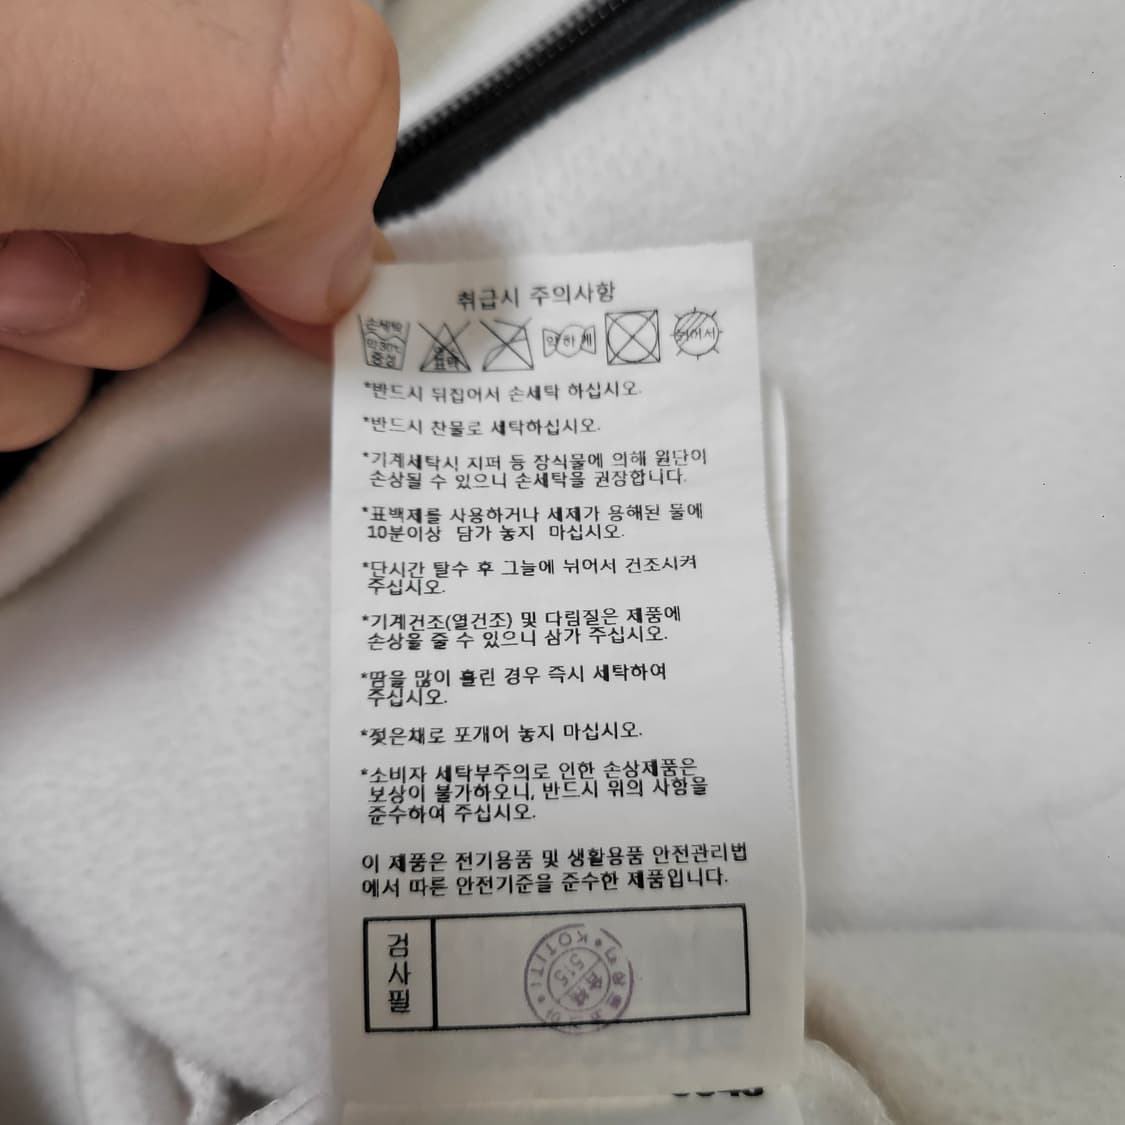 취급시 주의사항
손세탁
약30℃
중성
염소
표백
약하게
뉘어서
*반드시 뒤집어서 손세탁 하십시오.
*반드시 찬물로 세탁하십시오.
*기계세탁시 지퍼 등 장식물에 의해 원단이
손상될 수 있으니 손세탁을 권장합니다.
*표백제를 사용하거나 세제가 용해된 물에
10분이상 담가 놓지 마십시오.
*단시간 탈수 후 그늘에 뉘어서 건조시켜
주십시오.
*기계건조(열건조) 및 다림질은 제품에
손상을 줄 수 있으니 삼가 주십시오.
*땀을 많이 흘린 경우 즉시 세탁하여
주십시오.
*젖은채로 포개어 놓지 마십시오.
*소비자 세탁부주의로 인한 손상제품은
보상이 불가하오니, 반드시 위의 사항을
준수하여 주십시오.
이 제품은 전기용품 및 생활용품 안전관리법
에서 따른 안전기준을 준수한 제품입니다.
검사필
KOTITI
515